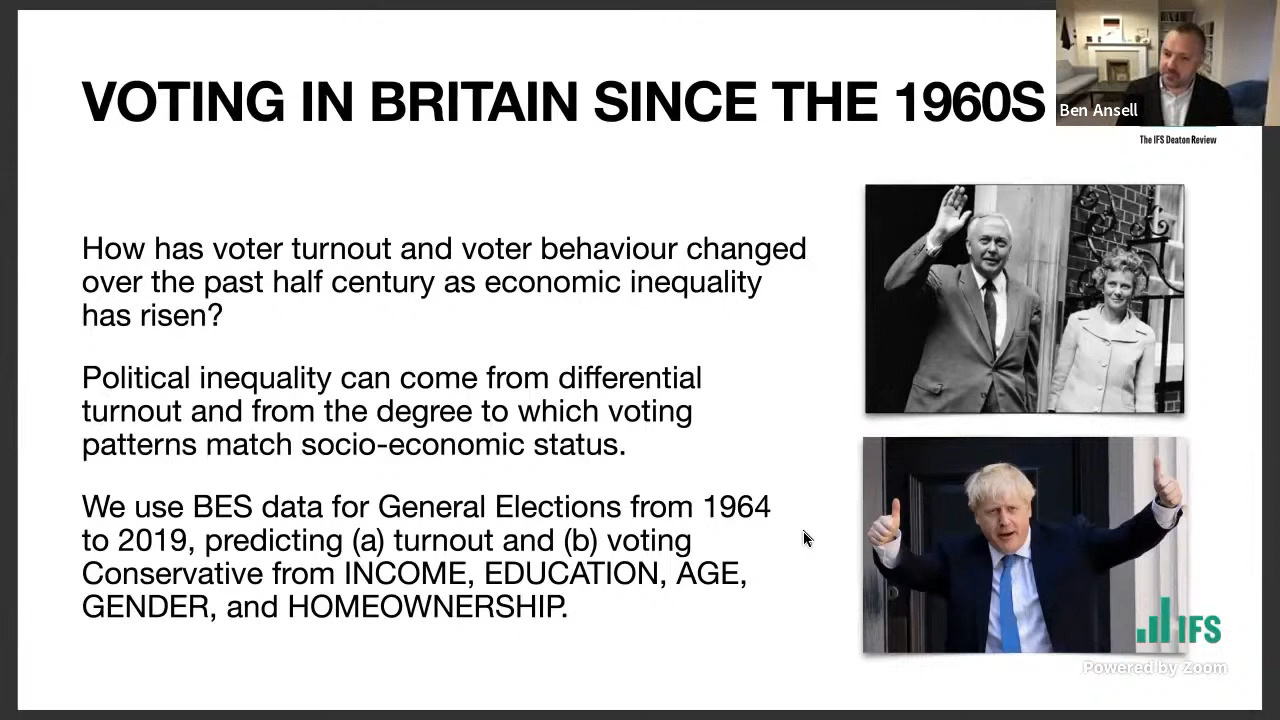 VOTING IN BRITAIN SINCE THE 1960S
Ben Ansell
The IFS Deaton Review
How has voter turnout and voter behaviour changed
over the past half century as economic inequality
has risen?
Political inequality can come from differential
turnout and from the degree to which voting
patterns match socio-economic status.
We use BES data for General Elections from 1964
to 2019, predicting (a) turnout and (b) voting
Conservative from INCOME, EDUCATION, AGE,
GENDER, and HOMEOWNERSHIP.
IFS
Powered by Zoom